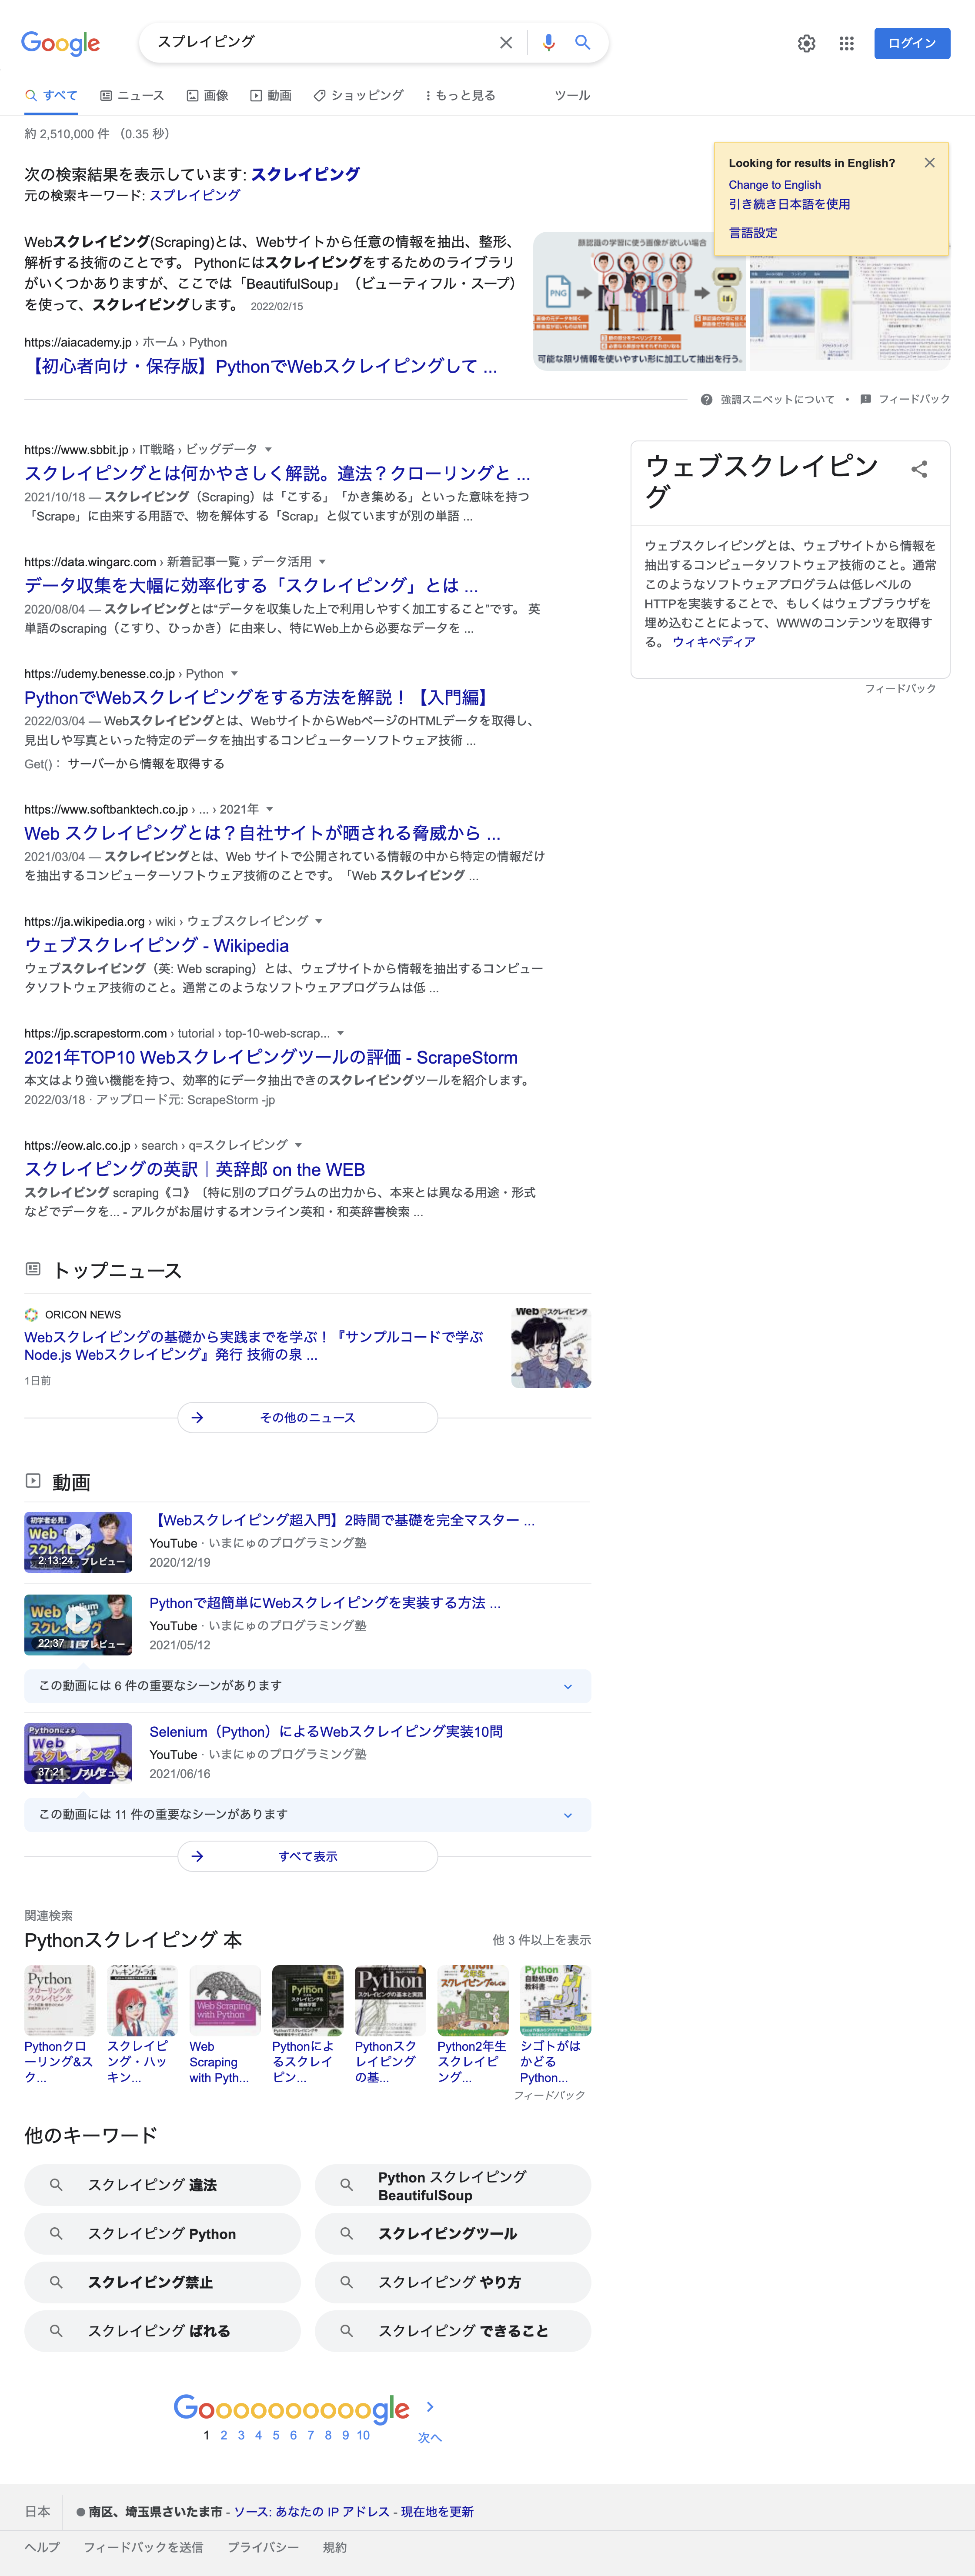 Google
スプレイピング
ログイン
すべて
ニュース
画像
動画
ショッピング
もっと見る
ツール
約 2,510,000 件 (0.35 秒)
Looking for results in English?
Change to English
引き続き日本語を使用
言語設定
次の検索結果を表示しています: スクレイピング
元の検索キーワード: スプレイピング
Webスクレイピング(Scraping)とは、Webサイトから任意の情報を抽出、整形、
解析する技術のことです。 Pythonにはスクレイピングをするためのライブラリ
がいくつかありますが、ここでは「BeautifulSoup」(ビューティフル・スープ)
を使って、スクレイピングします。 2022/02/15
顔認識の学習に使う画像が欲しい場合
PNG
可能な限り情報を使いやすい形に加工して抽出を行う。
https://aiacademy.jp › ホーム › Python
【初心者向け・保存版】PythonでWebスクレイピングして ...
強調スニペットについて • フィードバック
https://www.sbbit.jp › IT戦略 › ビッグデータ
スクレイピングとは何かやさしく解説。違法？クローリングと ...
2021/10/18 — スクレイピング（Scraping）は「こする」「かき集める」といった意味を持つ
「Scrape」に由来する用語で、物を解体する「Scrap」と似ていますが別の単語 ...
ウェブスクレイピン
グ
ウェブスクレイピングとは、ウェブサイトから情報を
抽出するコンピュータソフトウェア技術のこと。通常
このようなソフトウェアプログラムは低レベルの
HTTPを実装することで、もしくはウェブブラウザを
埋め込むことによって、WWWのコンテンツを取得す
る。 ウィキペディア
フィードバック
https://data.wingarc.com › 新着記事一覧 › データ活用
データ収集を大幅に効率化する「スクレイピング」とは ...
2020/08/04 — スクレイピングとは“データを収集した上で利用しやすく加工すること”です。 英
単語のscraping（こすり、ひっかき）に由来し、特にWeb上から必要なデータを ...
https://udemy.benesse.co.jp › Python
PythonでWebスクレイピングをする方法を解説！【入門編】
2022/03/04 — Webスクレイピングとは、WebサイトからWebページのHTMLデータを取得し、
見出しや写真といった特定のデータを抽出するコンピューターソフトウェア技術 ...
Get()： サーバーから情報を取得する
https://www.softbanktech.co.jp › ... › 2021年
Web スクレイピングとは？自社サイトが晒される脅威から ...
2021/03/04 — スクレイピングとは、Web サイトで公開されている情報の中から特定の情報だけ
を抽出するコンピューターソフトウェア技術のことです。「Web スクレイピング ...
https://ja.wikipedia.org › wiki › ウェブスクレイピング
ウェブスクレイピング - Wikipedia
ウェブスクレイピング（英: Web scraping）とは、ウェブサイトから情報を抽出するコンピュー
タソフトウェア技術のこと。通常このようなソフトウェアプログラムは低 ...
https://jp.scrapestorm.com › tutorial › top-10-web-scrap...
2021年TOP10 Webスクレイピングツールの評価 - ScrapeStorm
本文はより強い機能を持つ、効率的にデータ抽出できのスクレイピングツールを紹介します。
2022/03/18 · アップロード元: ScrapeStorm -jp
https://eow.alc.co.jp › search › q=スクレイピング
スクレイピングの英訳｜英辞郎 on the WEB
スクレイピング scraping《コ》〔特に別のプログラムの出力から、本来とは異なる用途・形式
などでデータを... - アルクがお届けするオンライン英和・和英辞書検索 ...
トップニュース
ORICON NEWS
Webスクレイピングの基礎から実践までを学ぶ！『サンプルコードで学ぶ
Node.js Webスクレイピング』発行 技術の泉 ...
1日前
その他のニュース
動画
2:13:24 プレビュー
【Webスクレイピング超入門】2時間で基礎を完全マスター ...
YouTube · いまにゅのプログラミング塾
2020/12/19
22:37 プレビュー
Pythonで超簡単にWebスクレイピングを実装する方法 ...
YouTube · いまにゅのプログラミング塾
2021/05/12
この動画には 6 件の重要なシーンがあります
37:21
Selenium（Python）によるWebスクレイピング実装10問
YouTube · いまにゅのプログラミング塾
2021/06/16
この動画には 11 件の重要なシーンがあります
すべて表示
関連検索
Pythonスクレイピング 本
他 3 件以上を表示
Pythonクロ
ーリング&ス
ク...
スクレイピ
ング・ハッ
キン...
Web
Scraping
with Pyth...
Pythonによ
るスクレイ
ピン...
Pythonスク
レイピング
の基...
Python2年生
スクレイピ
ング...
シゴトがは
かどる
Python...
フィードバック
他のキーワード
スクレイピング 違法
Python スクレイピング
BeautifulSoup
スクレイピング Python
スクレイピングツール
スクレイピング禁止
スクレイピング やり方
スクレイピング ばれる
スクレイピング できること
Goooooooooogle
1 2 3 4 5 6 7 8 9 10 次へ
日本
南区、埼玉県さいたま市 - ソース: あなたの IP アドレス - 現在地を更新
ヘルプ フィードバックを送信 プライバシー 規約